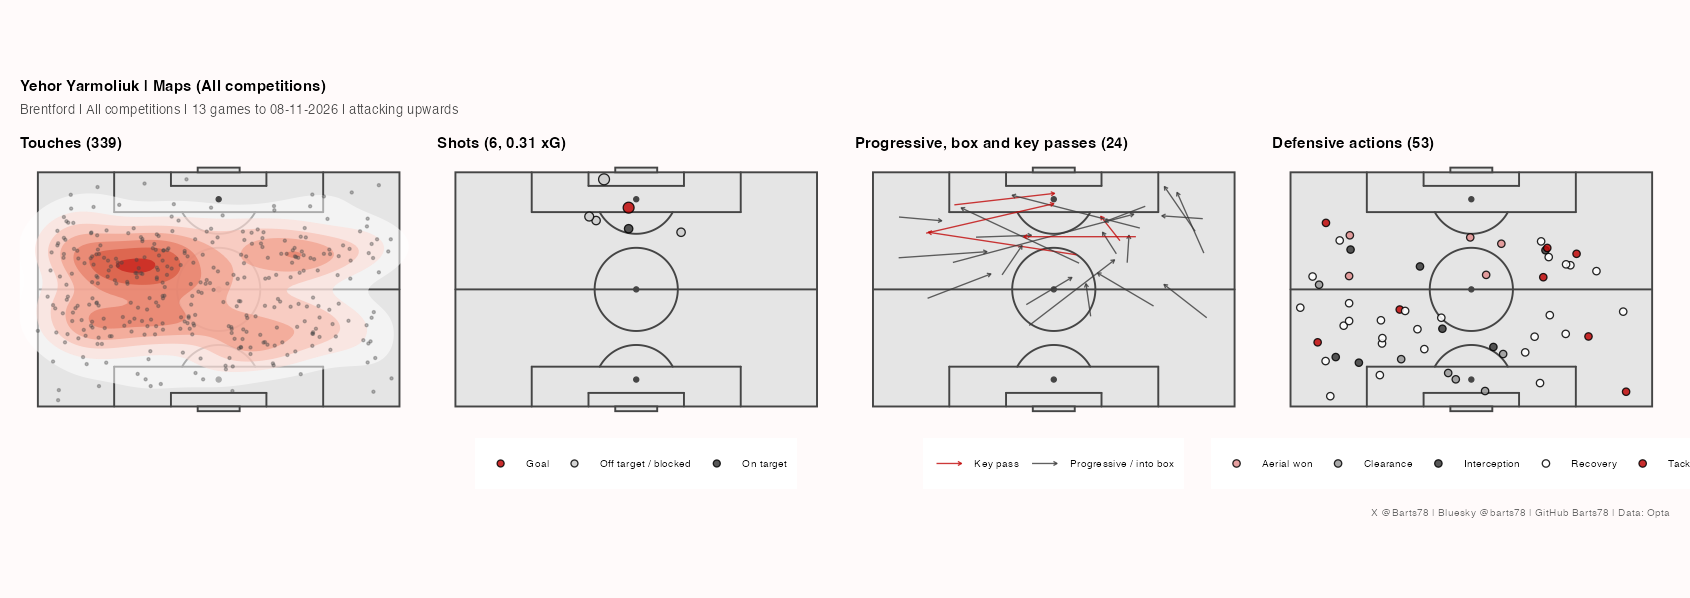 Yehor Yarmoliuk | Maps (All competitions)
Brentford | All competitions | 13 games to 08-11-2026 | attacking upwards
Touches (339)
Shots (6, 0.31 xG)
Progressive, box and key passes (24)
Defensive actions (53)
Goal
Off target / blocked
On target
Key pass
Progressive / into box
Aerial won
Clearance
Interception
Recovery
Tack
X @Barts78 | Bluesky @barts78 | GitHub Barts78 | Data: Opta